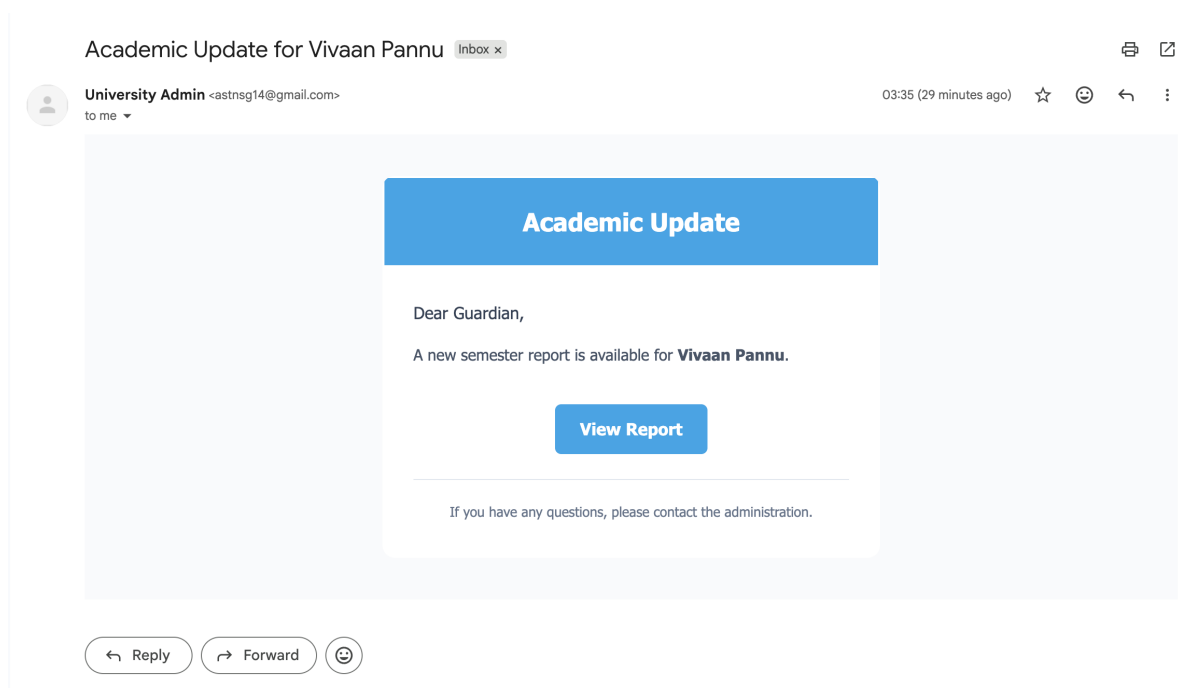 Academic Update for Vivaan Pannu Inbox x
University Admin <astnsg14@gmail.com> 03:35 (29 minutes ago)
to me
Academic Update
Dear Guardian,
A new semester report is available for Vivaan Pannu.
View Report
If you have any questions, please contact the administration.
Reply Forward